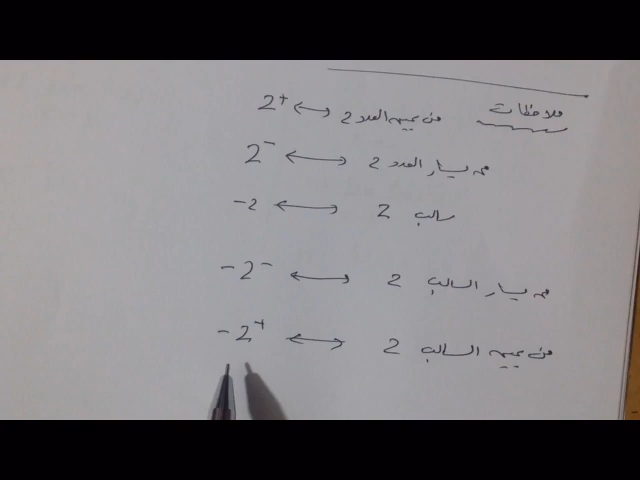 ملاحظات
من يمين العدد 2 ↔ 2⁺
من يسار العدد 2 ↔ 2⁻
سالب 2 ↔ -2
من يسار السالب 2 ↔ -2⁻
من يمين السالب 2 ↔ -2⁺